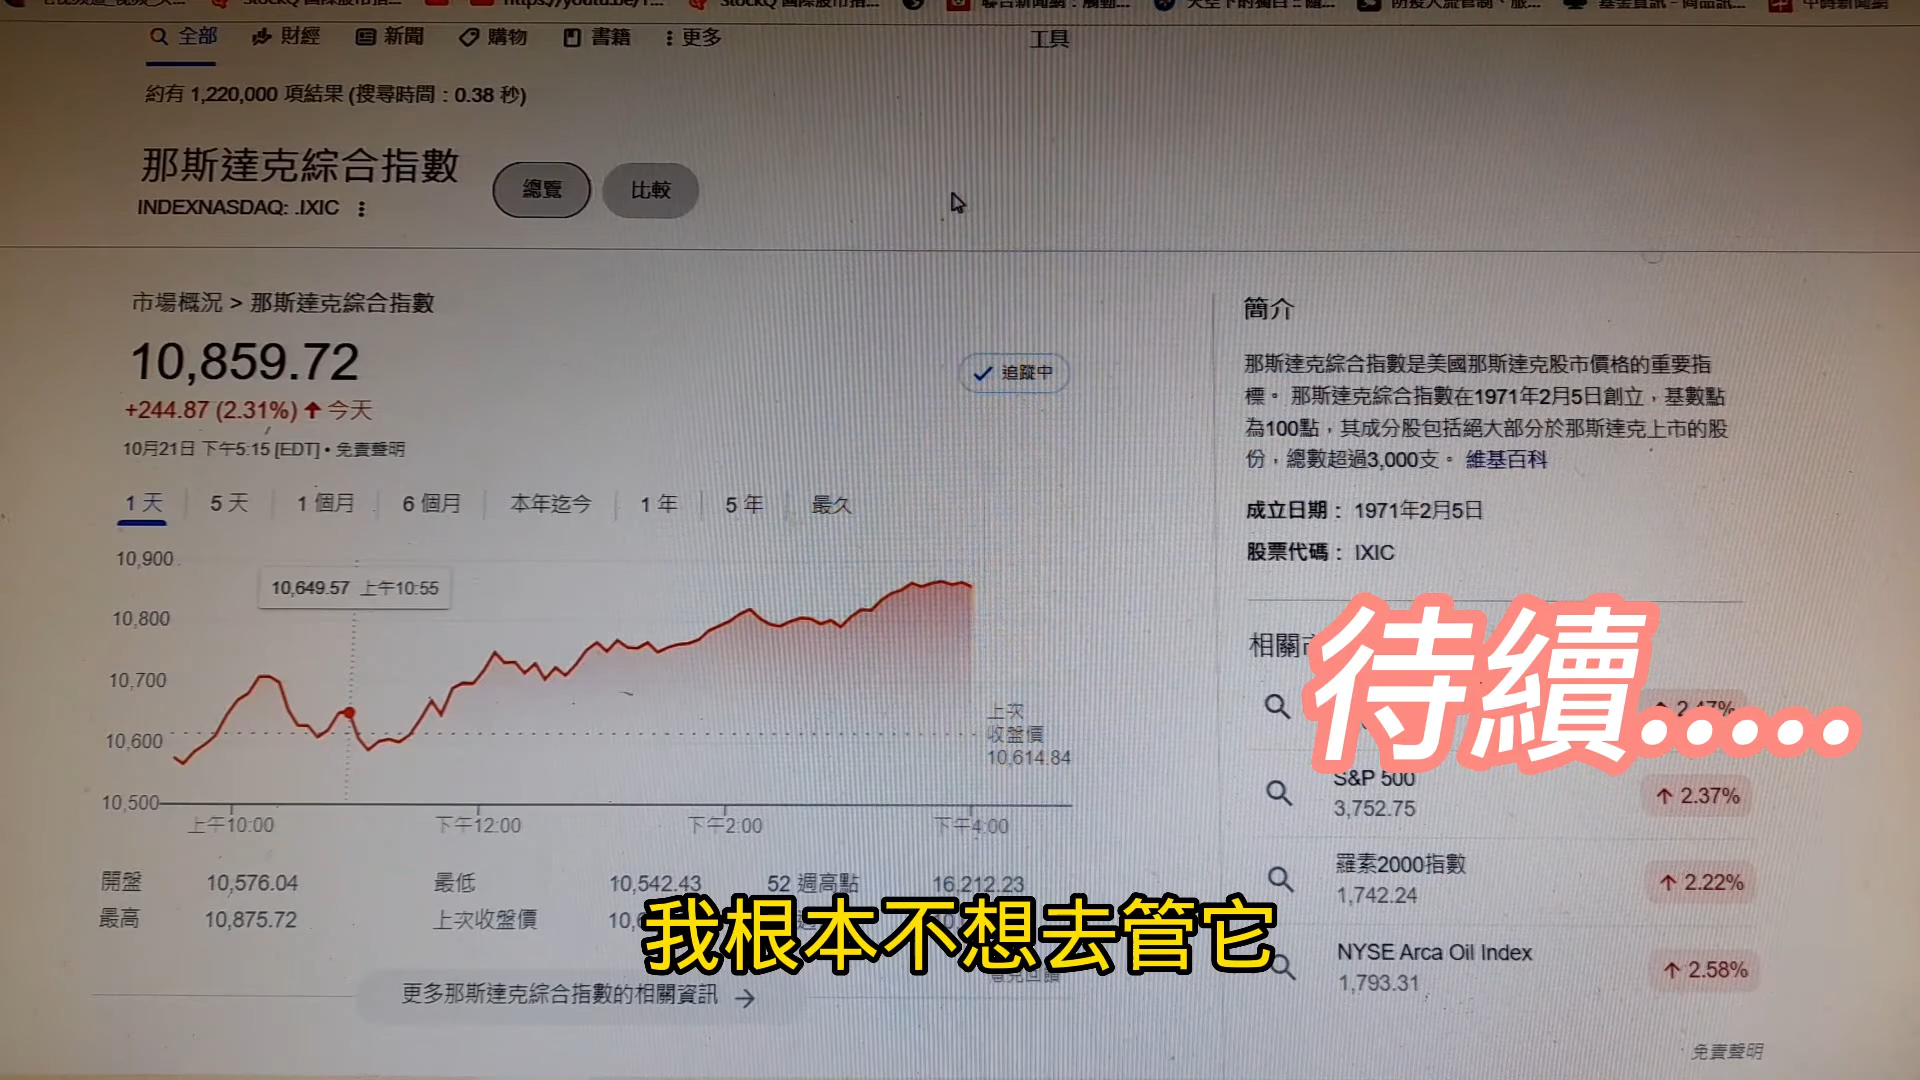 全部 財經 新聞 購物 書籍 更多 工具
約有 1,220,000 項結果 (搜尋時間：0.38 秒)
那斯達克綜合指數
INDEXNASDAQ: .IXIC
總覽 比較
市場概況 > 那斯達克綜合指數
10,859.72
追蹤中
+244.87 (2.31%) 今天
10月21日 下午5:15 [EDT] • 免責聲明
1 天 5 天 1 個月 6 個月 本年迄今 1 年 5 年 最久
10,900
10,649.57 上午10:55
10,800
10,700
10,600
10,500
上次
收盤價
10,614.84
上午10:00 下午12:00 下午2:00 下午4:00
開盤 10,576.04 最低 10,542.43 52 週高點 16,212.23
最高 10,875.72 上次收盤價
更多那斯達克綜合指數的相關資訊
簡介
那斯達克綜合指數是美國那斯達克股市價格的重要指
標。 那斯達克綜合指數在1971年2月5日創立，基數點
為100點，其成分股包括絕大部分於那斯達克上市的股
份，總數超過3,000支。 維基百科
成立日期： 1971年2月5日
股票代碼： IXIC
相關
待續.....
S&P 500
3,752.75
2.37%
羅素2000指數
1,742.24
2.22%
NYSE Arca Oil Index
1,793.31
2.58%
免責聲明
我根本不想去管它